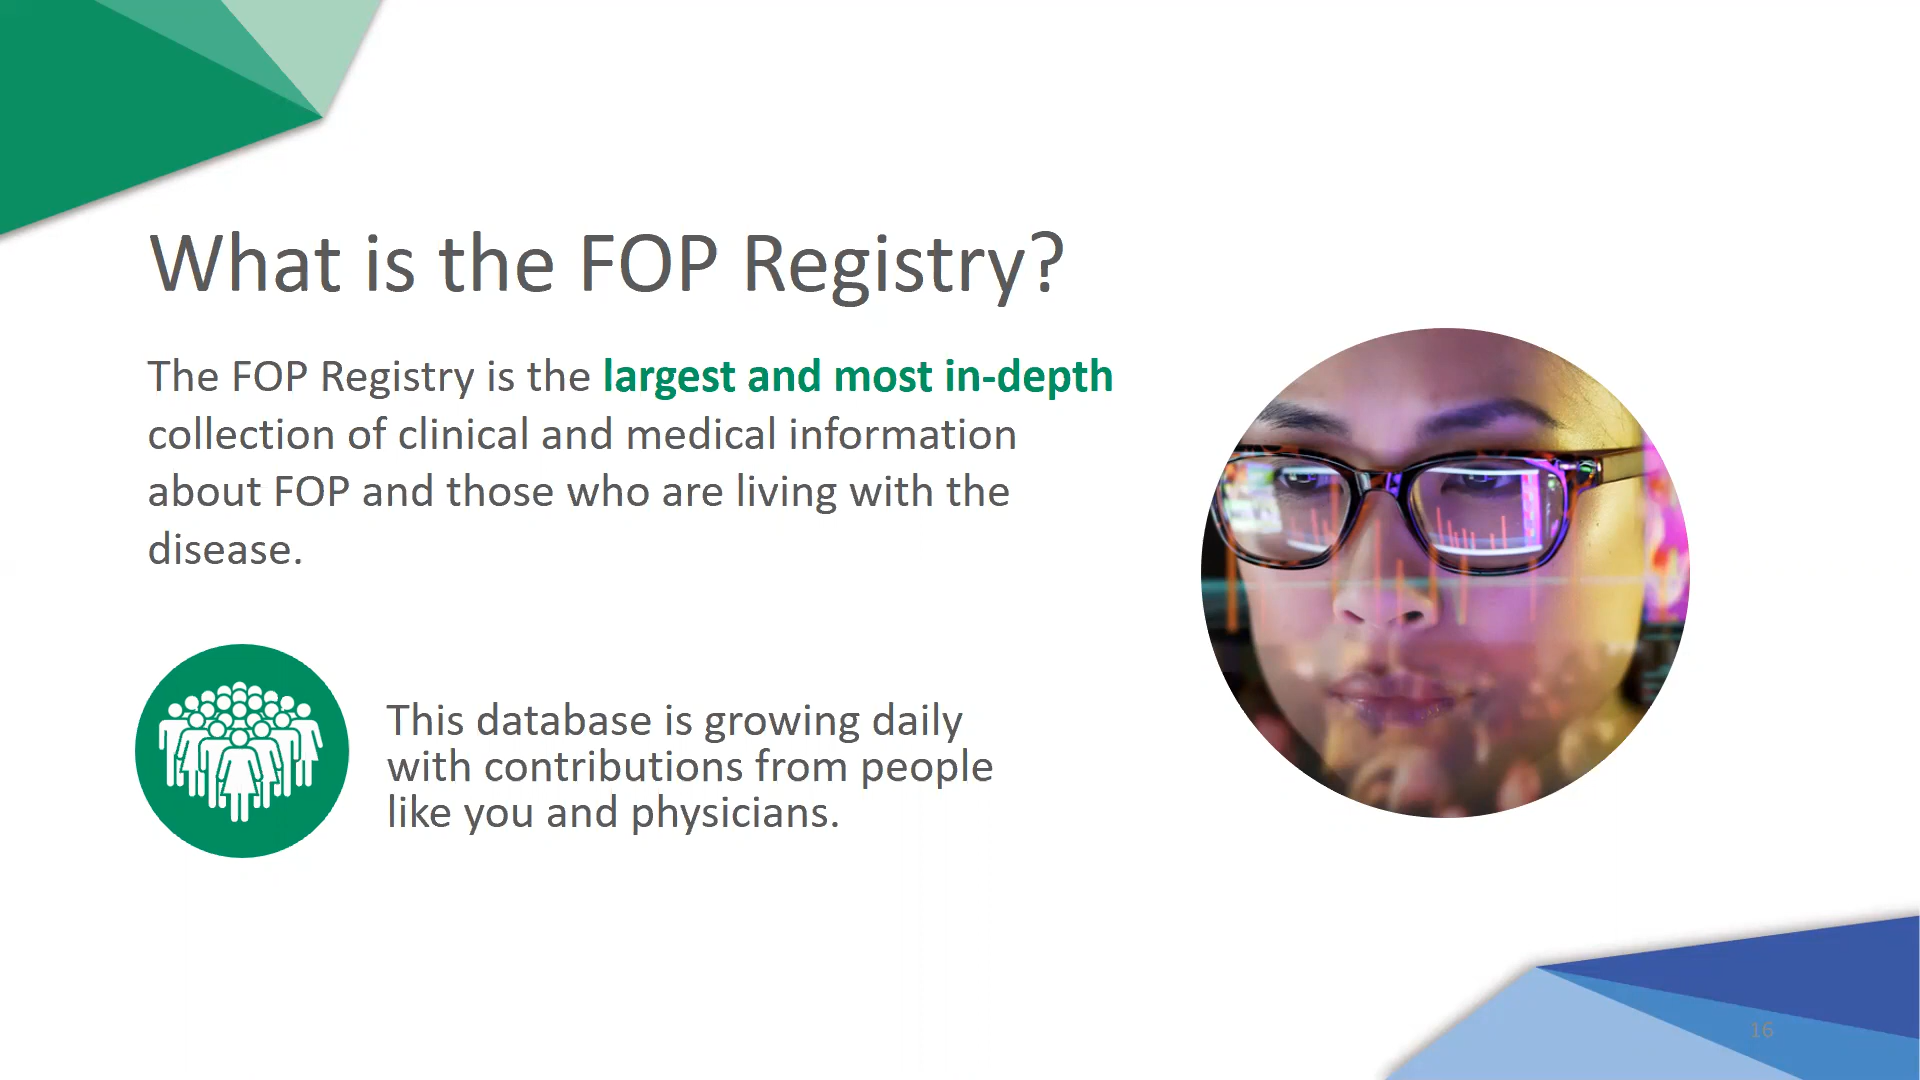 What is the FOP Registry?
The FOP Registry is the largest and most in-depth
collection of clinical and medical information
about FOP and those who are living with the
disease.
This database is growing daily
with contributions from people
like you and physicians.
16